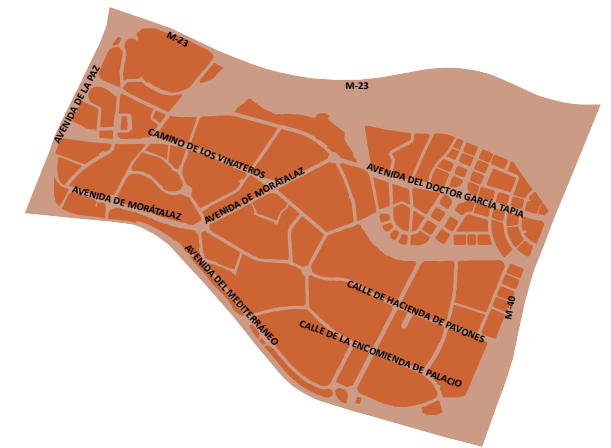 M-23
M-23
AVENIDA DE LA PAZ
CAMINO DE LOS VINATEROS
AVENIDA DE MORÁTALAZ
AVENIDA DE MORÁTALAZ
AVENIDA DEL DOCTOR GARCÍA TAPIA
AVENIDA DEL MEDITERRÁNEO
CALLE DE HACIENDA DE PAVONES
M-40
CALLE DE LA ENCOMIENDA DE PALACIO